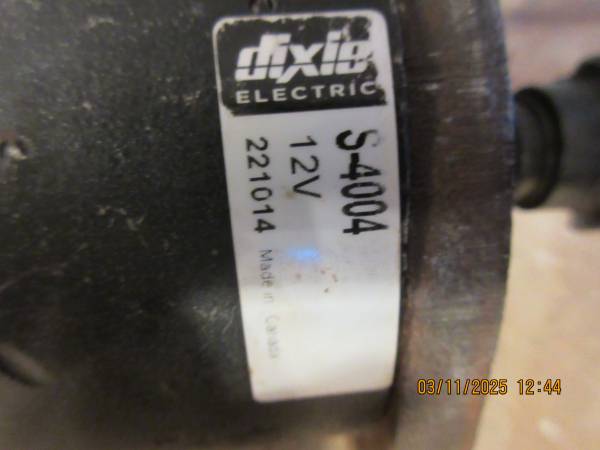 dixie
ELECTRIC
S-4004
12V
221014 Made in Canada
03/11/2025 12:44